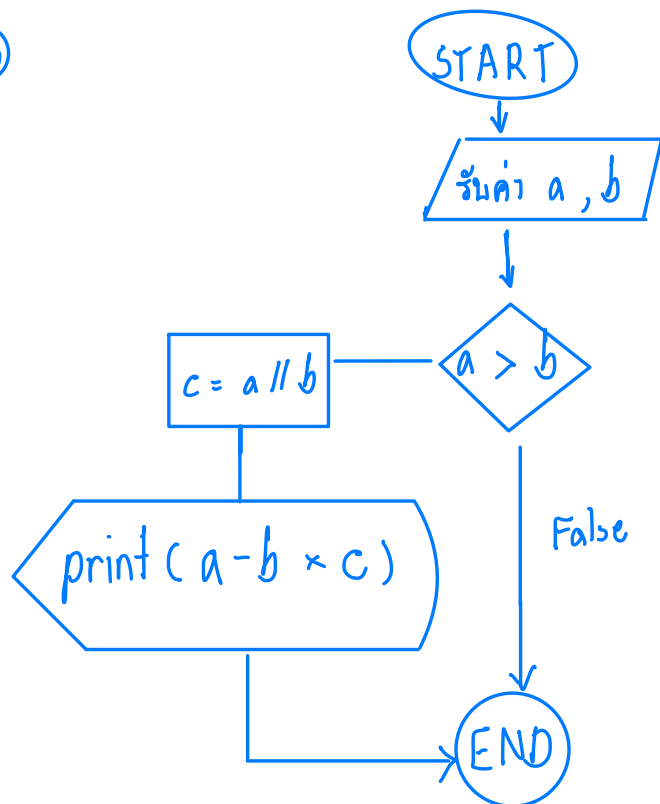 START
รับค่า a , b
a > b
c = a // b
False
print ( a - b × c )
END